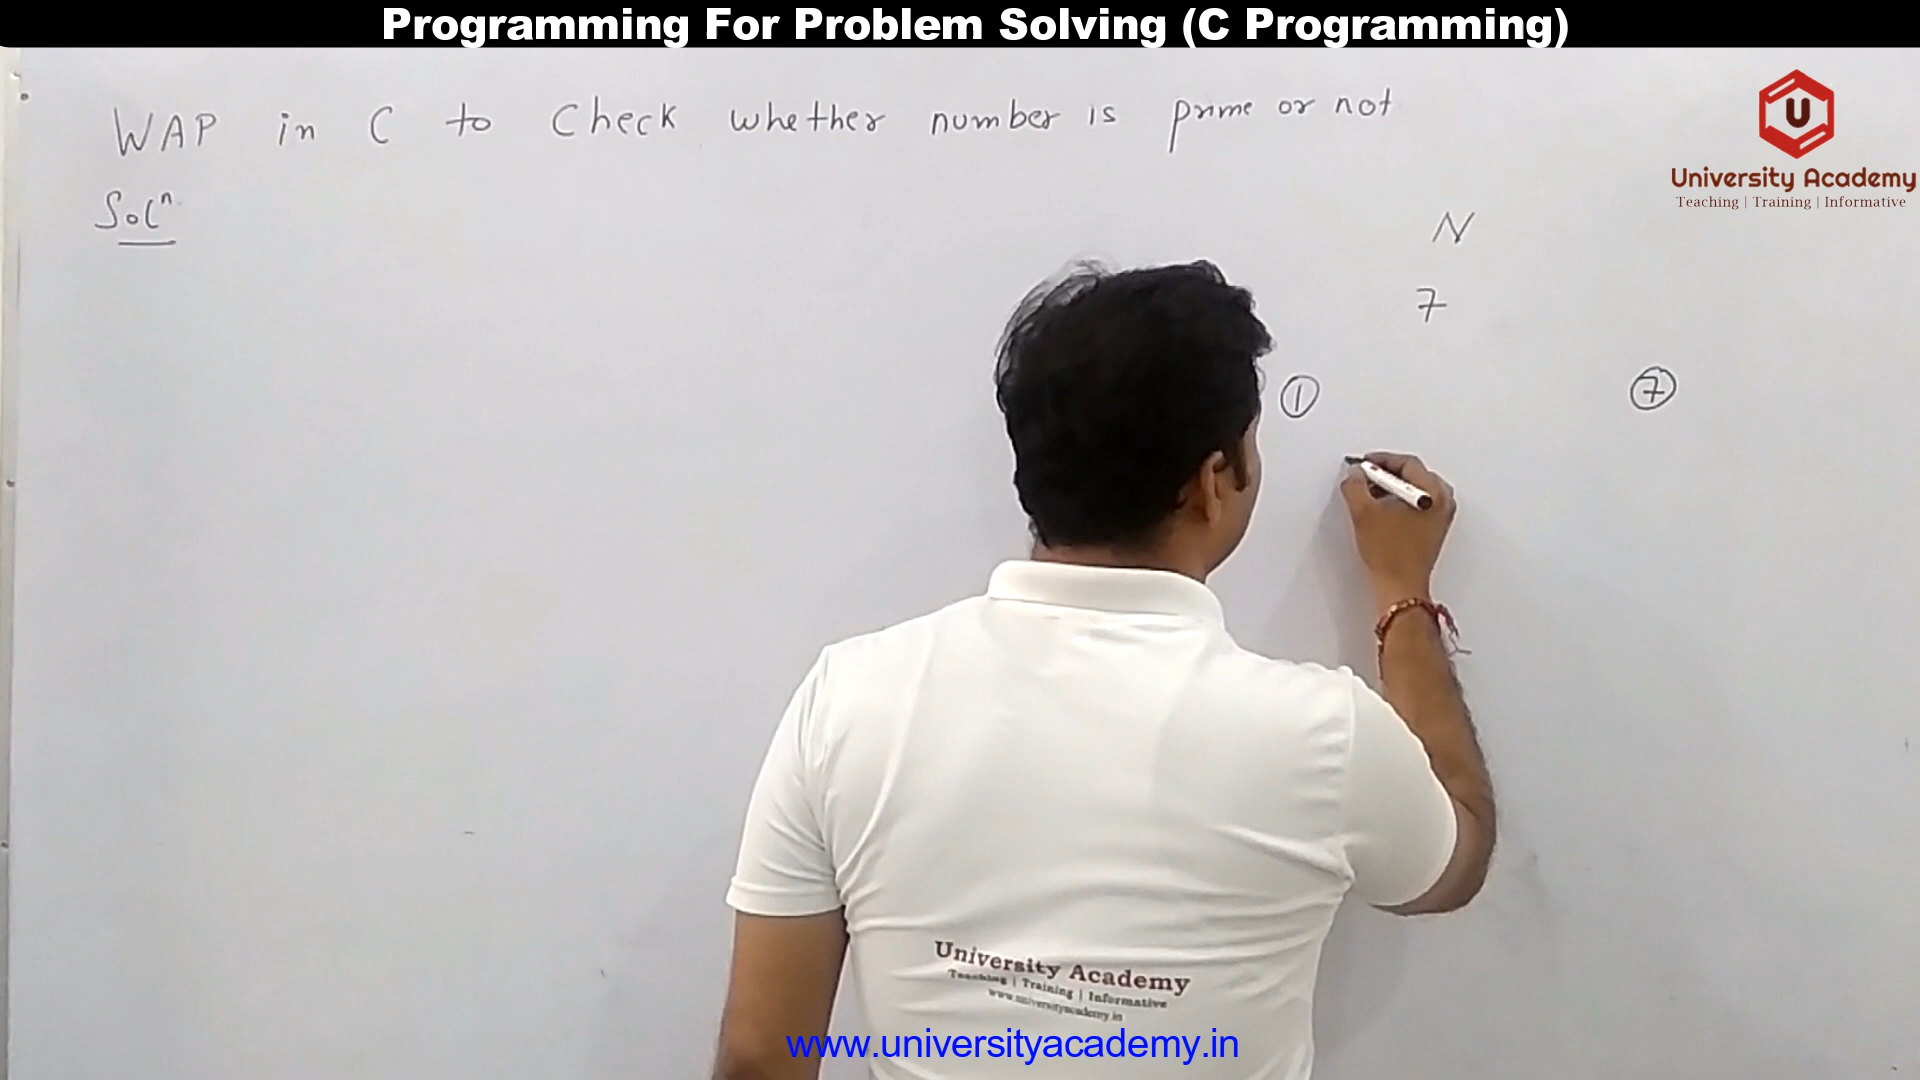 Programming For Problem Solving (C Programming)
WAP in C to Check whether number is prime or not
Solⁿ
N
7
1 7
U
University Academy
Teaching | Training | Informative
University Academy
Teaching | Training | Informative
www.universityacademy.in
www.universityacademy.in